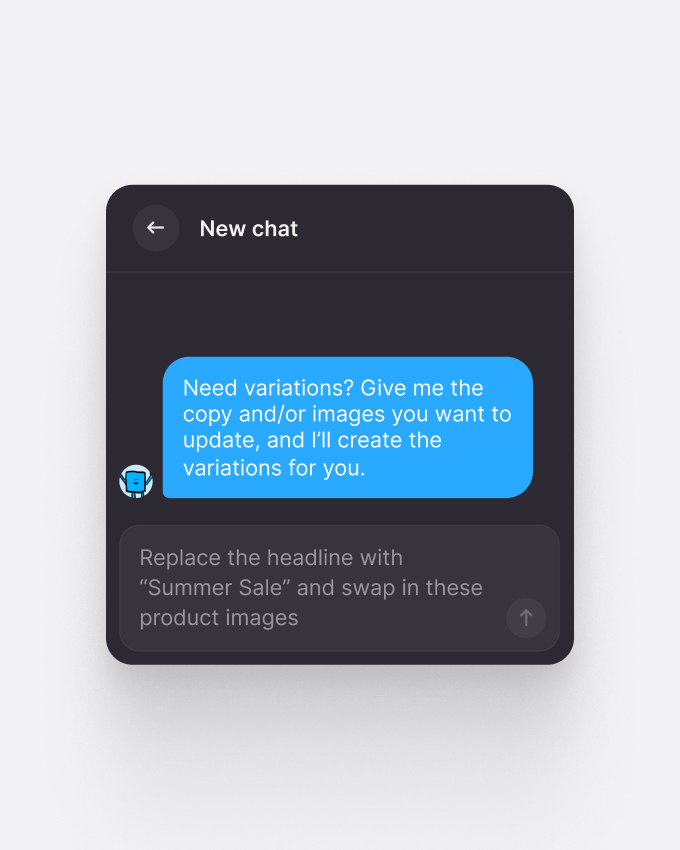 New chat
Need variations? Give me the
copy and/or images you want to
update, and I’ll create the
variations for you.
Replace the headline with
“Summer Sale” and swap in these
product images